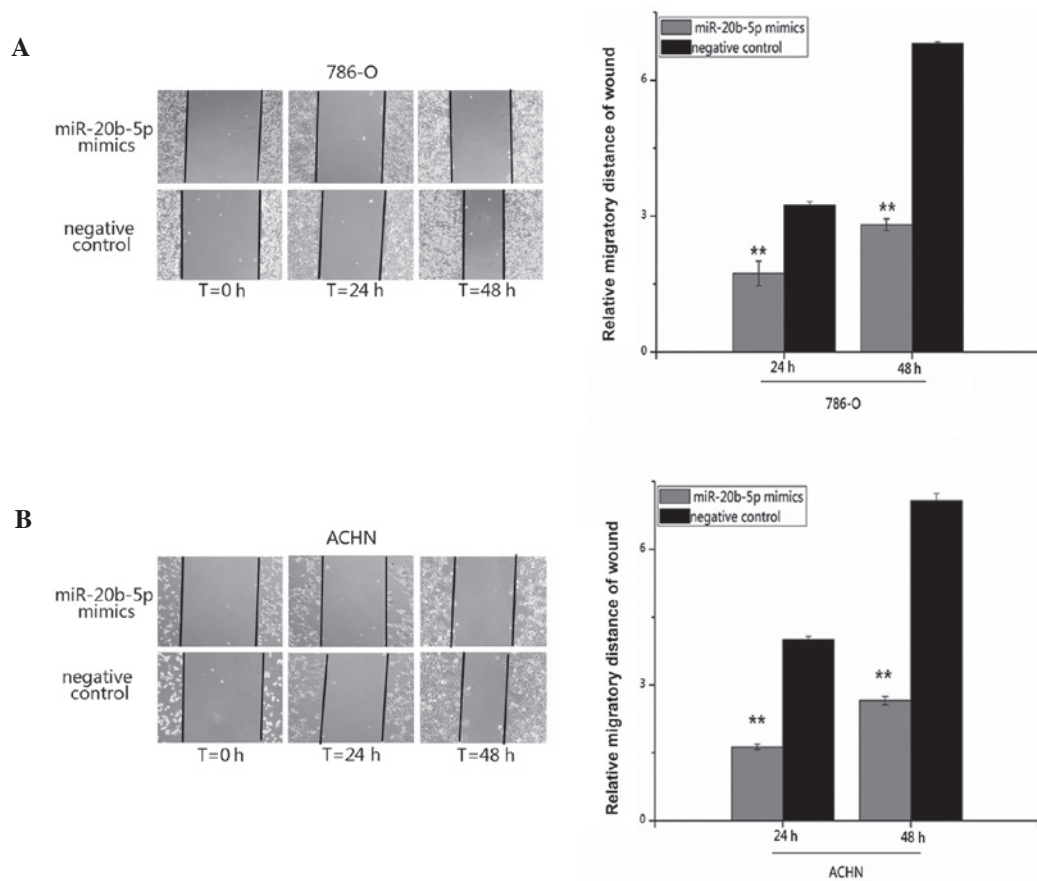 A
786-O
miR-20b-5p
mimics
negative
control
T=0 h
T=24 h
T=48 h
miR-20b-5p mimics
negative control
Relative migratory distance of wound
6
3
0
**
**
24 h
48 h
786-O
B
ACHN
miR-20b-5p
mimics
negative
control
T=0 h
T=24 h
T=48 h
miR-20b-5p mimics
negative control
Relative migratory distance of wound
6
3
0
**
**
24 h
48 h
ACHN